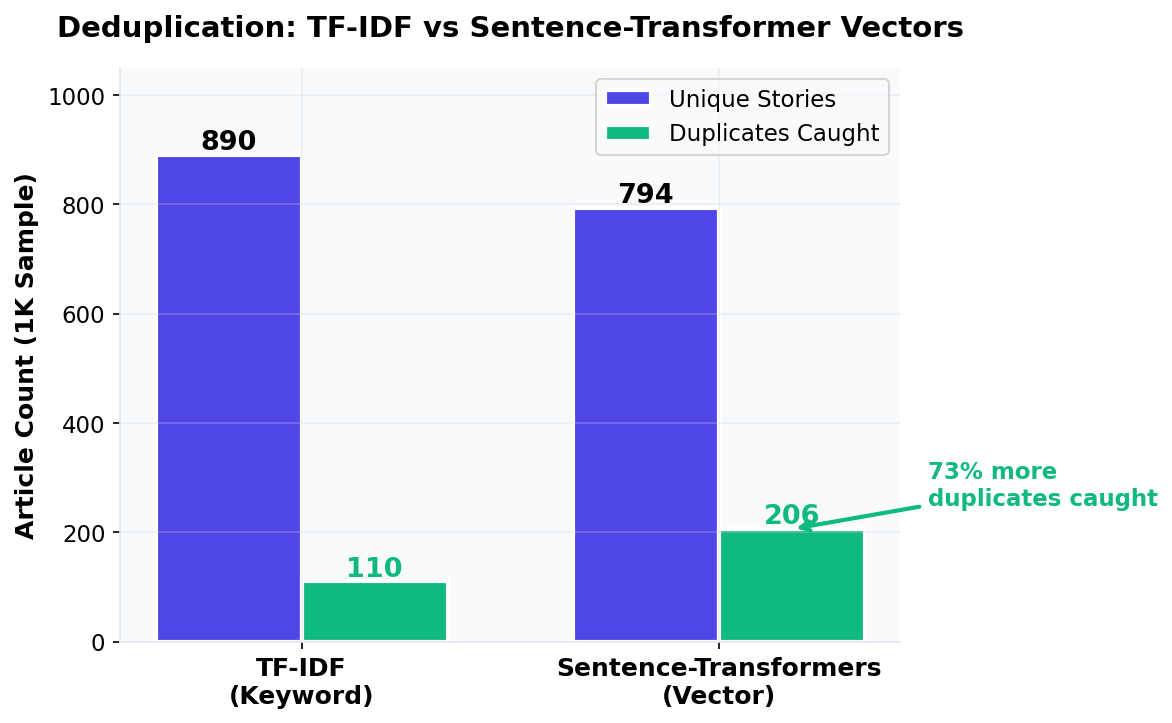 Deduplication: TF-IDF vs Sentence-Transformer Vectors
Article Count (1K Sample)
1000
800
600
400
200
0
890
110
794
206
Unique Stories
Duplicates Caught
73% more
duplicates caught
TF-IDF
(Keyword)
Sentence-Transformers
(Vector)